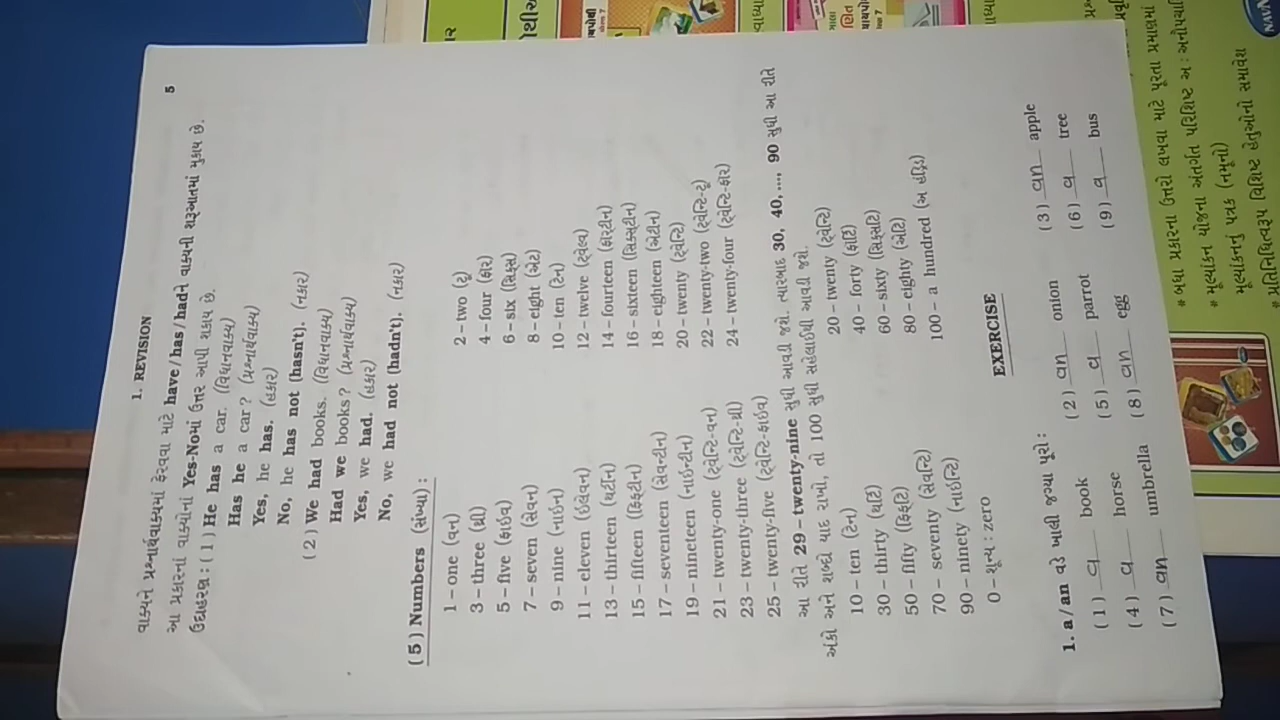 1. REVISION 5
વાક્યને પ્રશ્નાર્થવાક્યમાં ફેરવવા માટે have / has / hadને વાક્યની શરૂઆતમાં મુકાય છે.
આ પ્રકારનાં વાક્યોનાં Yes-Noમાં ઉત્તર આપી શકાય છે.
ઉદાહરણ : (1) He has a car. (વિધાનવાક્ય)
Has he a car? (પ્રશ્નાર્થવાક્ય)
Yes, he has. (હકાર)
No, he has not (hasn't). (નકાર)
(2) We had books. (વિધાનવાક્ય)
Had we books? (પ્રશ્નાર્થવાક્ય)
Yes, we had. (હકાર)
No, we had not (hadn't). (નકાર)
(5) Numbers (સંખ્યા) :
1 – one (વન) 2 – two (ટૂ)
3 – three (થ્રી) 4 – four (ફૉર)
5 – five (ફાઇવ) 6 – six (સિક્સ)
7 – seven (સેવન) 8 – eight (એટ)
9 – nine (નાઇન) 10 – ten (ટેન)
11 – eleven (ઇલેવન) 12 – twelve (ટ્વેલ્વ)
13 – thirteen (થર્ટીન) 14 – fourteen (ફૉરટીન)
15 – fifteen (ફિફ્ટીન) 16 – sixteen (સિક્સ્ટીન)
17 – seventeen (સેવન્ટીન) 18 – eighteen (એટીન)
19 – nineteen (નાઇન્ટીન) 20 – twenty (ટ્વેન્ટિ)
21 – twenty-one (ટ્વેન્ટિ-વન) 22 – twenty-two (ટ્વેન્ટિ-ટૂ)
23 – twenty-three (ટ્વેન્ટિ-થ્રી) 24 – twenty-four (ટ્વેન્ટિ-ફૉર)
25 – twenty-five (ટ્વેન્ટિ-ફાઇવ)
આ રીતે 29 – twenty-nine સુધી આવડી જશે. ત્યારબાદ 30, 40, ..., 90 સુધી આ રીતે
અંકો અને શબ્દો યાદ રાખો, તો 100 સુધી સહેલાઈથી આવડી જશે.
10 – ten (ટેન) 20 – twenty (ટ્વેન્ટિ)
30 – thirty (થર્ટિ) 40 – forty (ફૉર્ટિ)
50 – fifty (ફિફ્ટિ) 60 – sixty (સિક્સટિ)
70 – seventy (સેવન્ટિ) 80 – eighty (એટિ)
90 – ninety (નાઇન્ટિ) 100 – a hundred (અ હંડ્રિડ)
0 – શૂન્ય : zero
EXERCISE
1. a / an વડે ખાલી જગ્યા પૂરો :
(1) a book (2) an onion (3) an apple
(4) a horse (5) a parrot (6) a tree
(7) an umbrella (8) an egg (9) a bus
* બધા પ્રકારના ઉત્તરો લખવા માટે પૂરતા પ્રમાણમાં
* મૂલ્યાંકન યોજના અંતર્ગત પરિશિષ્ટ અ : અનૌપચારિ
મૂલ્યાંકનનું પત્રક (નમૂનો)
પ્રતિનિધિત્વરૂપ વિશિષ્ટ હેતુઓનો સમાવેશ